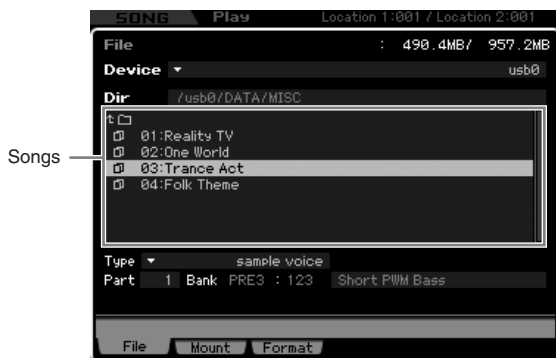 SONG Play Location 1:001 / Locatio 2:001
File : 490.4MB/ 957.2MB
Device usb0
Dir /usb0/DATA/MISC
01:Reality TV
02:One World
Songs
03:Trance Act
04:Folk Theme
Type sample voice
Part 1 Bank PRE3 : 123 Short PWM Bass
File Mount Format